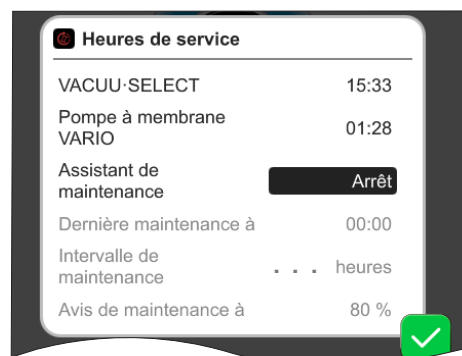 Heures de service
VACUU·SELECT 15:33
Pompe à membrane
VARIO 01:28
Assistant de
maintenance Arrêt
Dernière maintenance à 00:00
Intervalle de
maintenance . . . heures
Avis de maintenance à 80 %